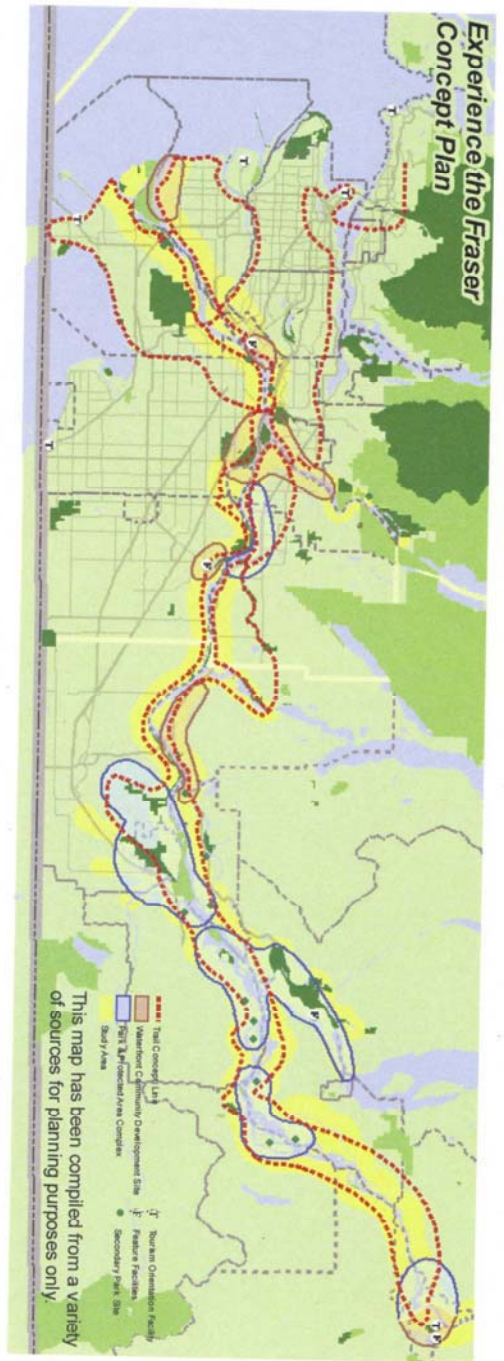 Experience the Fraser
Concept Plan
T
T
T
T
T
T
F
F
F
T F
Trail Concept Line
Waterfront Community Development Site
Park & Protected Area Complex
Study Area
T Tourism Orientation Facility
F Feature Facilities
Secondary Park Site
This map has been compiled from a variety
of sources for planning purposes only.